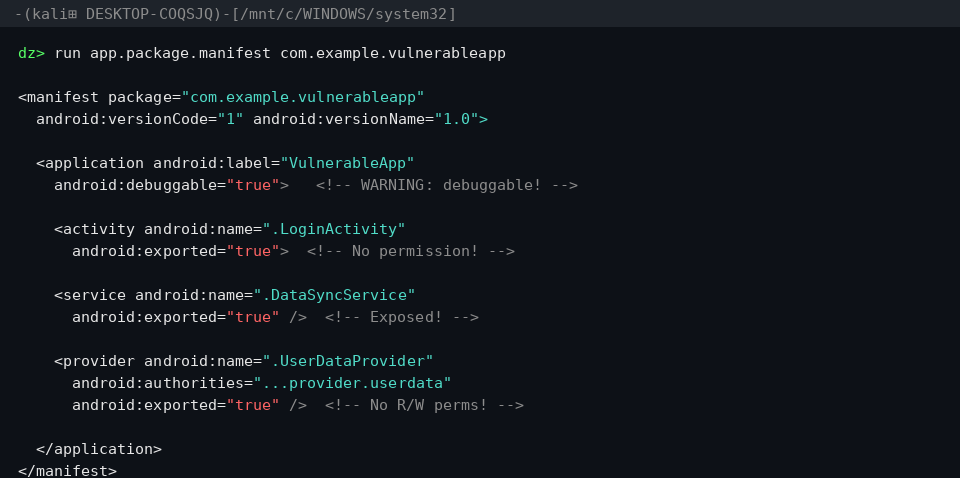 -(kali⊞ DESKTOP-COQSJQ)-[/mnt/c/WINDOWS/system32]
dz> run app.package.manifest com.example.vulnerableapp
<manifest package="com.example.vulnerableapp"
android:versionCode="1" android:versionName="1.0">
<application android:label="VulnerableApp"
android:debuggable="true">   <!-- WARNING: debuggable! -->
<activity android:name=".LoginActivity"
android:exported="true">  <!-- No permission! -->
<service android:name=".DataSyncService"
android:exported="true" />  <!-- Exposed! -->
<provider android:name=".UserDataProvider"
android:authorities="...provider.userdata"
android:exported="true" />  <!-- No R/W perms! -->
</application>
</manifest>